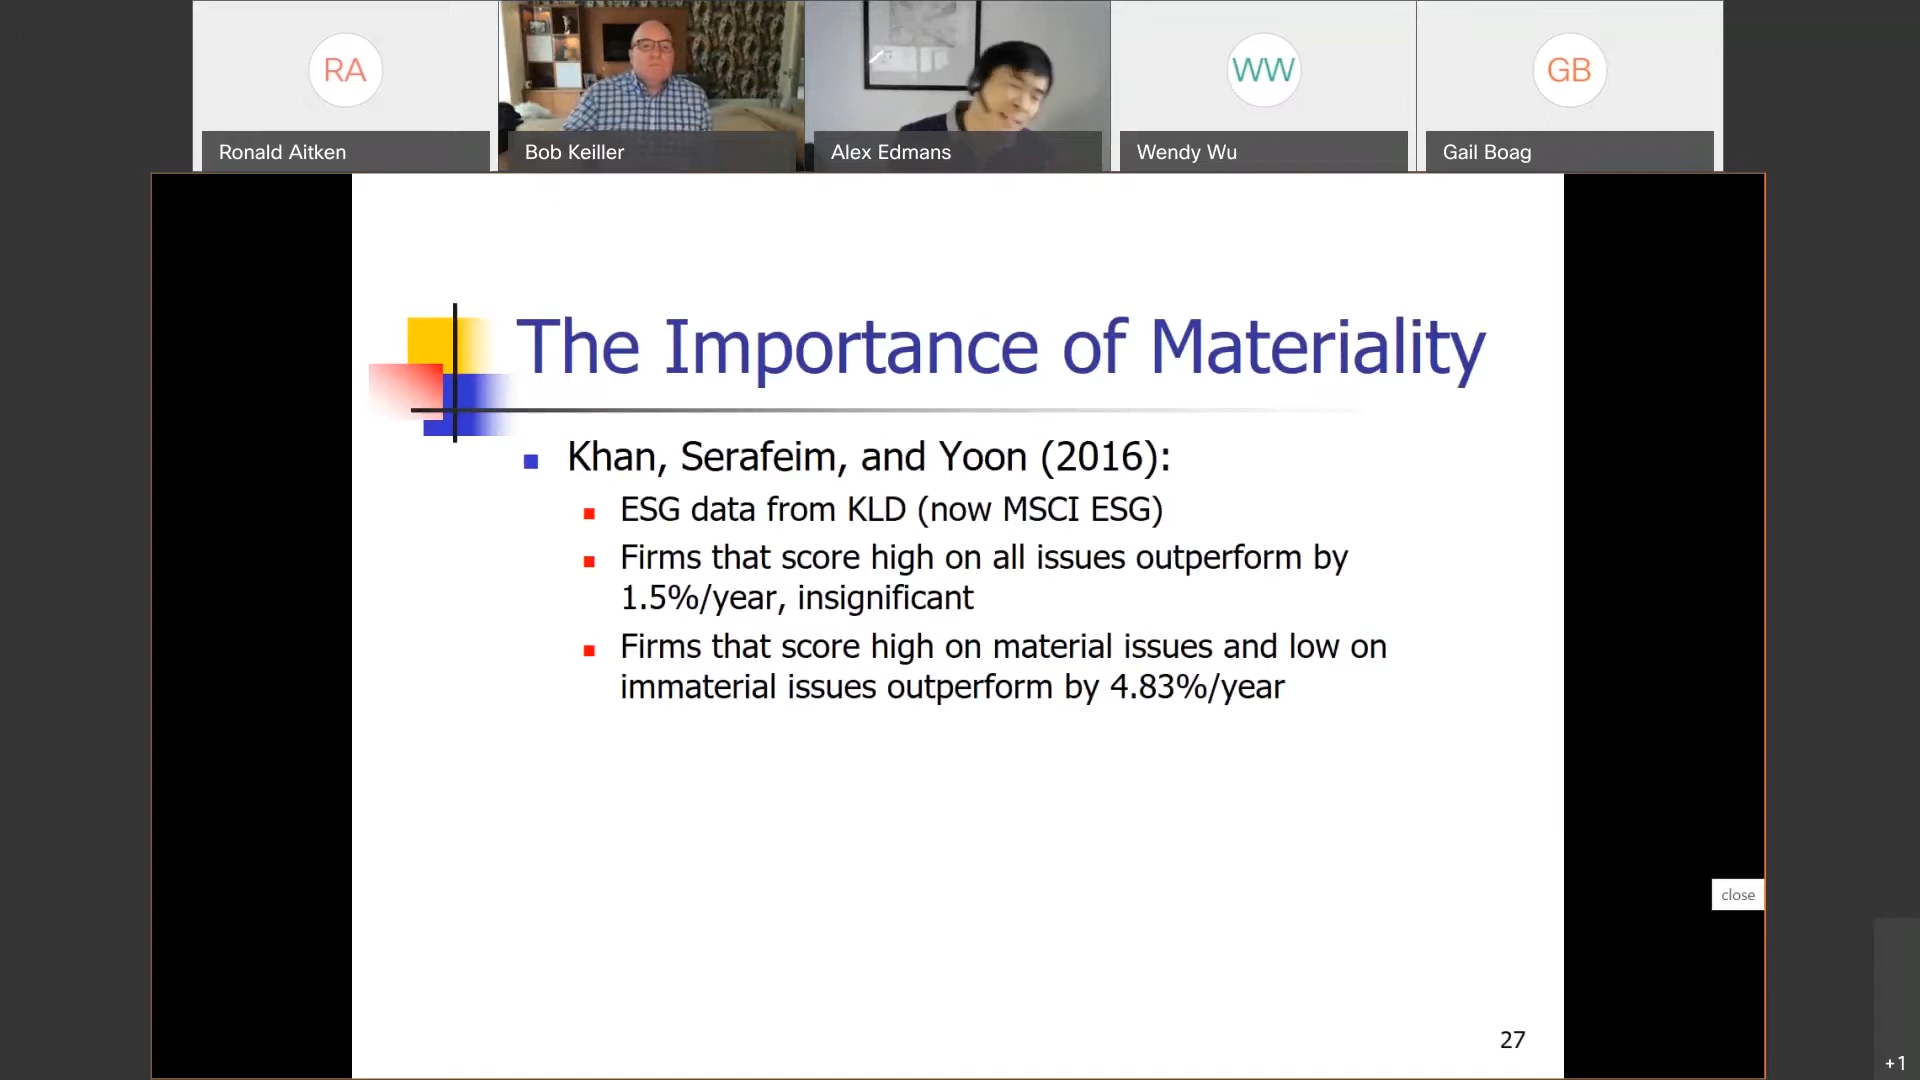 RA
WW
GB
Ronald Aitken
Bob Keiller
Alex Edmans
Wendy Wu
Gail Boag
The Importance of Materiality
Khan, Serafeim, and Yoon (2016):
ESG data from KLD (now MSCI ESG)
Firms that score high on all issues outperform by
1.5%/year, insignificant
Firms that score high on material issues and low on
immaterial issues outperform by 4.83%/year
close
27
+1